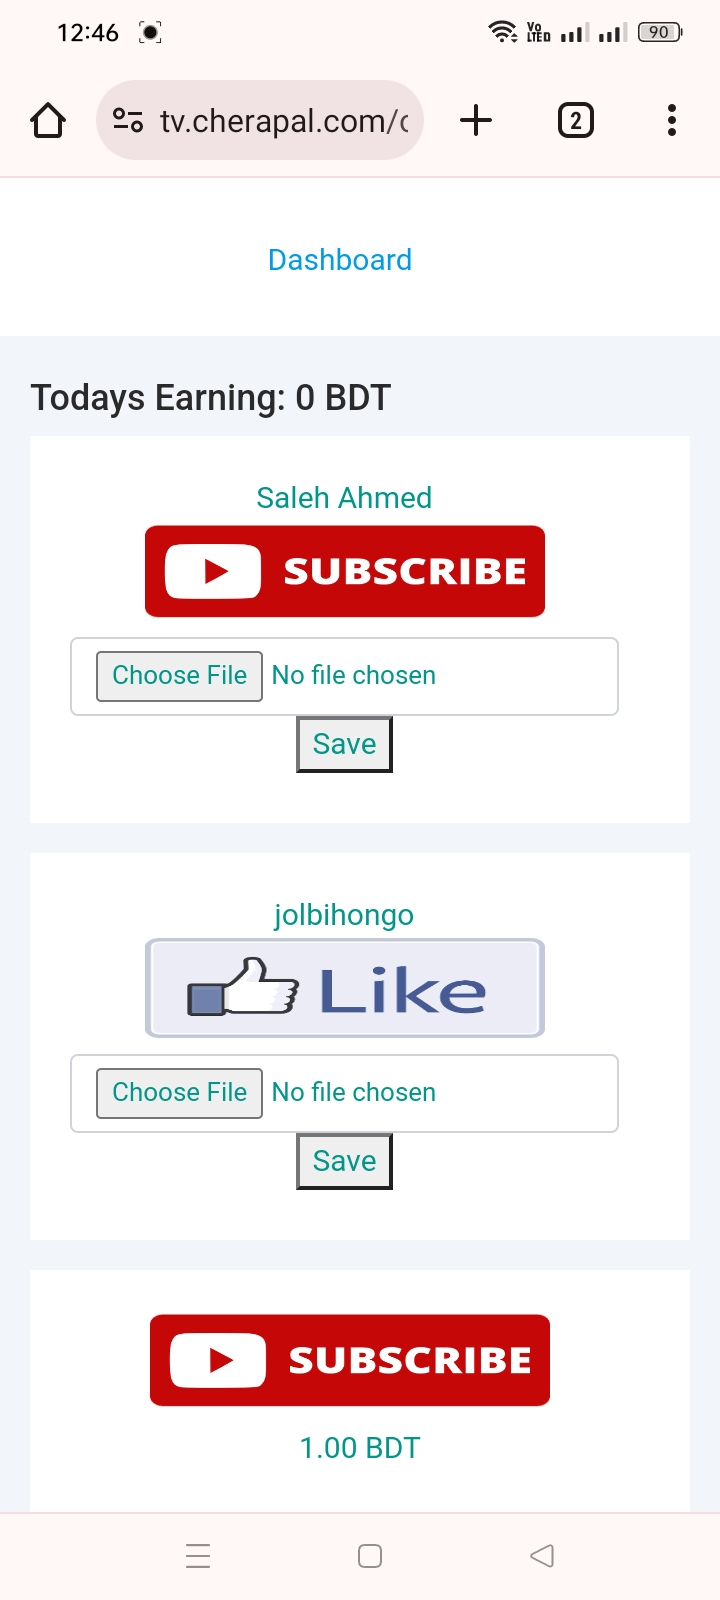 12:46
Vo LTED
90
tv.cherapal.com/
2
Dashboard
Todays Earning: 0 BDT
Saleh Ahmed
SUBSCRIBE
Choose File No file chosen
Save
jolbihongo
Like
Choose File No file chosen
Save
SUBSCRIBE
1.00 BDT